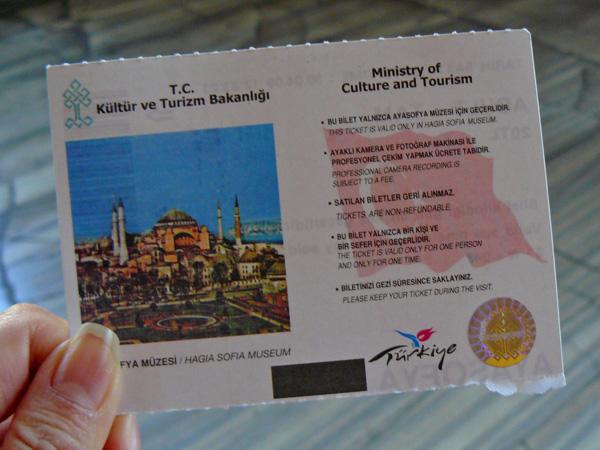 T.C.
Kültür ve Turizm Bakanlığı
FYA MÜZESİ / HAGIA SOFIA MUSEUM
Ministry of
Culture and Tourism
• BU BİLET YALNIZCA AYASOFYA MÜZESİ İÇİN GEÇERLİDİR.
THIS TICKET IS VALID ONLY IN HAGIA SOFIA MUSEUM.
• AYAKLI KAMERA VE FOTOĞRAF MAKİNASI İLE
PROFESYONEL ÇEKİM YAPMAK ÜCRETE TABİDİR.
PROFESSIONAL CAMERA RECORDING IS
SUBJECT TO A FEE.
• SATILAN BİLETLER GERİ ALINMAZ.
TICKETS ARE NON-REFUNDABLE.
• BU BİLET YALNIZCA BİR KİŞİ VE
BİR SEFER İÇİN GEÇERLİDİR.
THE TICKET IS VALID ONLY FOR ONE PERSON
AND ONLY FOR ONE TIME.
• BİLETİNİZİ GEZİ SÜRESİNCE SAKLAYINIZ.
PLEASE KEEP YOUR TICKET DURING THE VISIT.
Türkiye